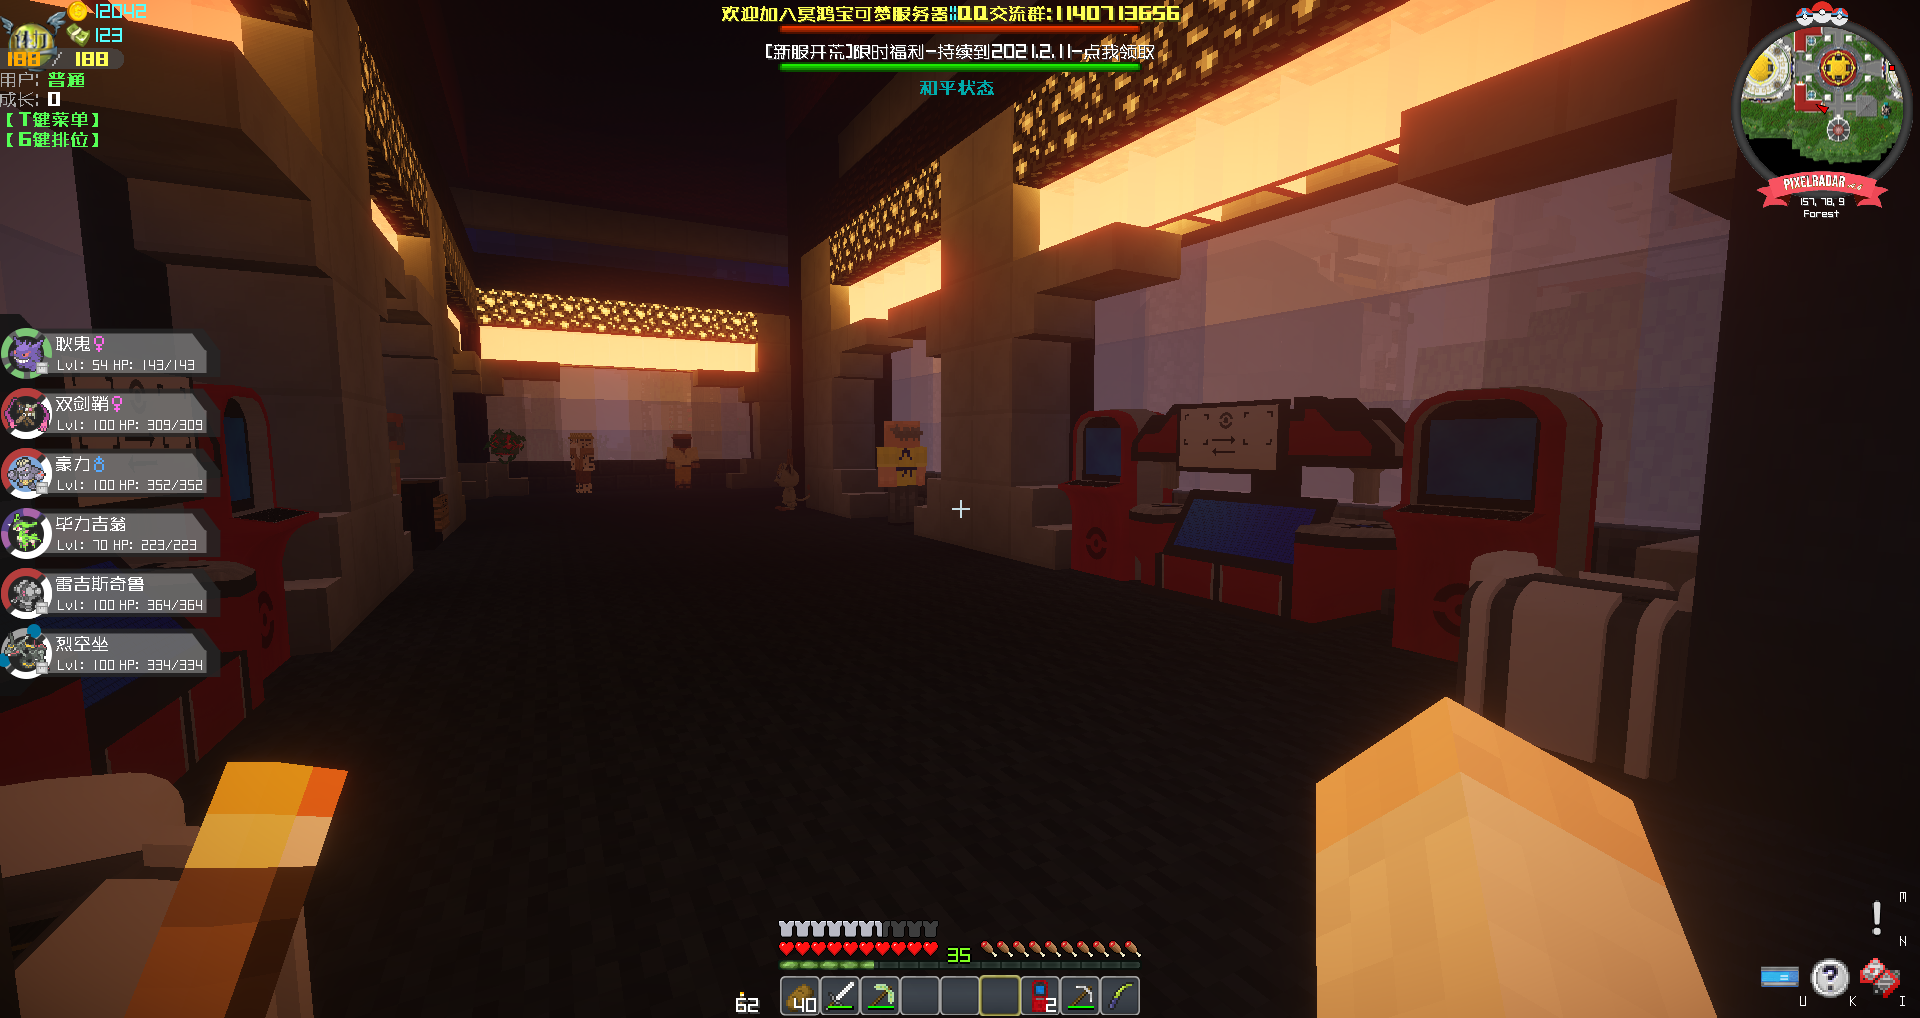 12042
123
188 / 188
用户: 普通
成长: 0
【T键菜单】
【G键排位】
欢迎加入冥鸿宝可梦服务器!!QQ交流群:1140713656
[新服开荒]限时福利-持续到2021.2.11-点我领取
和平状态
PIXELRADAR
157, 78, 9
Forest
耿鬼♀
Lvl: 54 HP: 143/143
双剑鞘♀
Lvl: 100 HP: 309/309
豪力♂
Lvl: 100 HP: 352/352
毕力吉翁
Lvl: 70 HP: 223/223
雷吉斯奇鲁
Lvl: 100 HP: 364/364
烈空坐
Lvl: 100 HP: 334/334
35
62
40
2
M
N
U
K
I